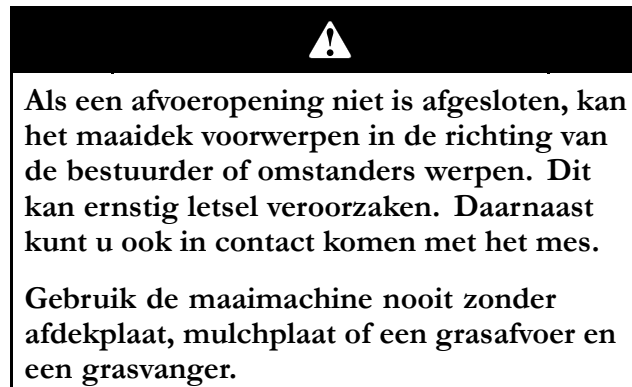 Als een afvoeropening niet is afgesloten, kan
het maaidek voorwerpen in de richting van
de bestuurder of omstanders werpen. Dit
kan ernstig letsel veroorzaken. Daarnaast
kunt u ook in contact komen met het mes.
Gebruik de maaimachine nooit zonder
afdekplaat, mulchplaat of een grasafvoer en
een grasvanger.